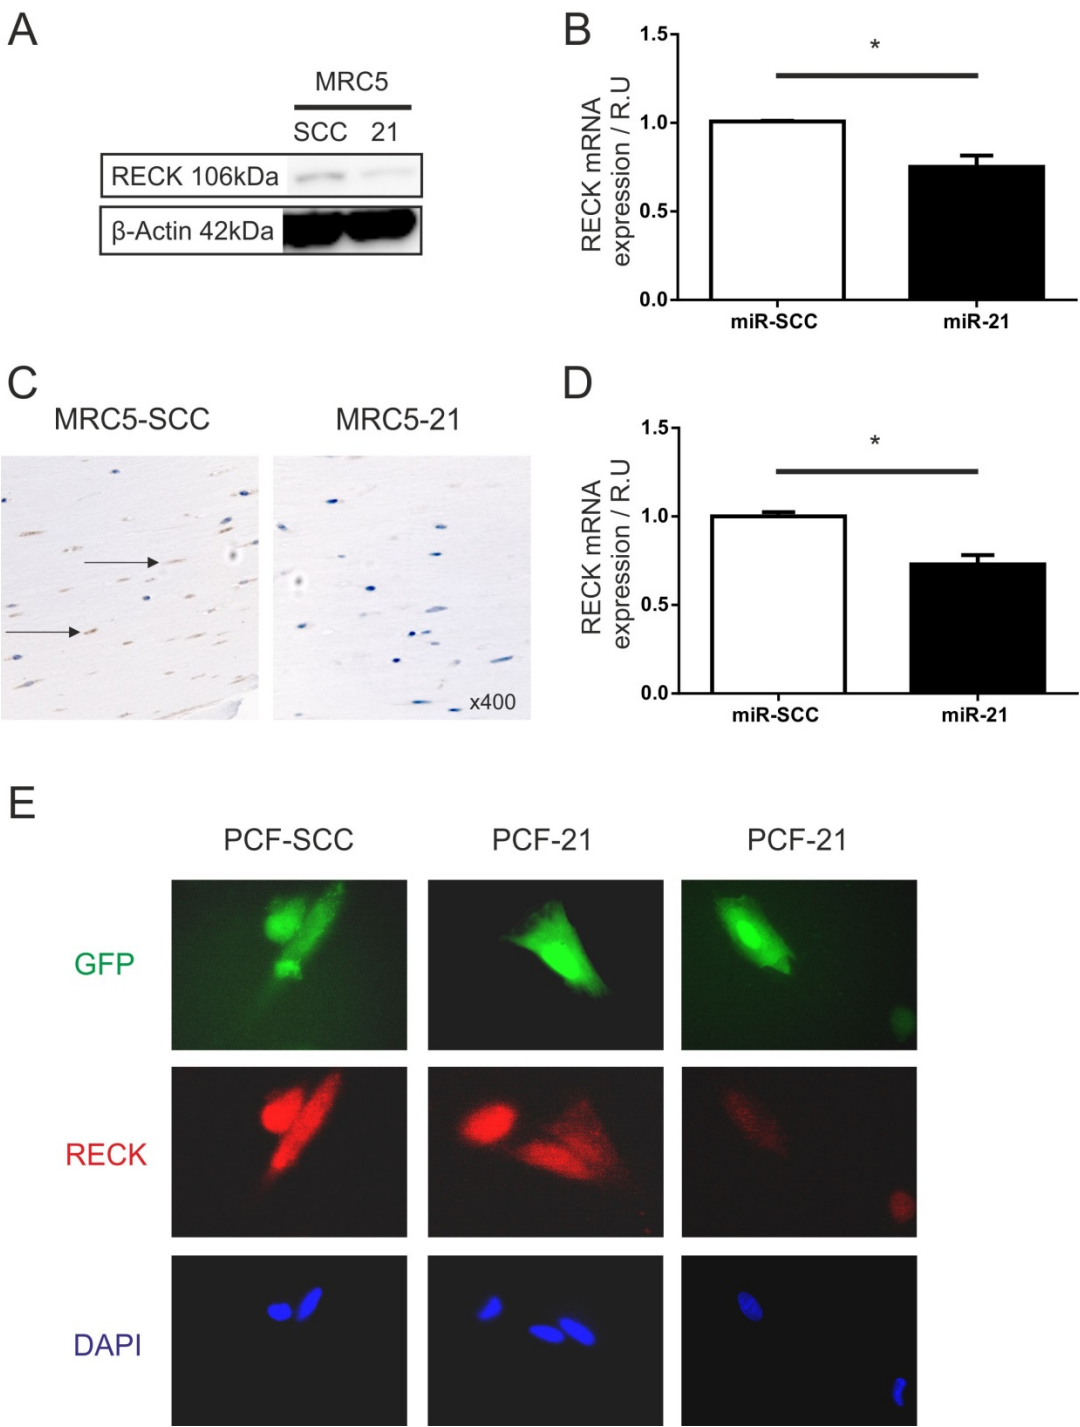 A
MRC5
SCC 21
RECK 106kDa
β-Actin 42kDa
B
RECK mRNA
expression / R.U
1.5
1.0
0.5
0.0
*
miR-SCC miR-21
C
MRC5-SCC MRC5-21
x400
D
RECK mRNA
expression / R.U
1.5
1.0
0.5
0.0
*
miR-SCC miR-21
E
PCF-SCC PCF-21 PCF-21
GFP
RECK
DAPI